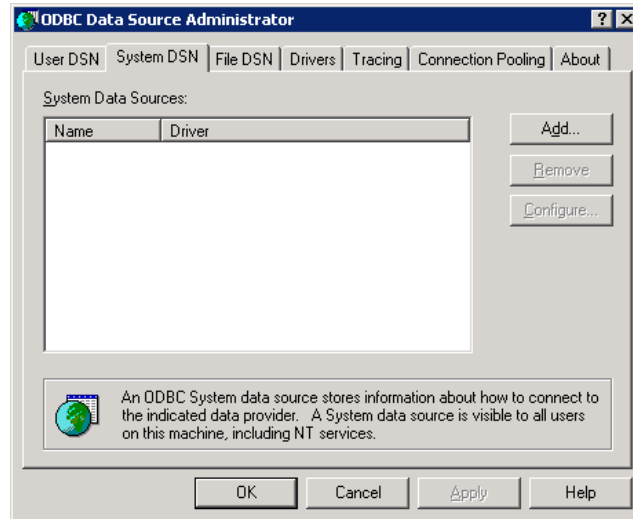 ODBC Data Source Administrator
User DSN System DSN File DSN Drivers Tracing Connection Pooling About
System Data Sources:
Name Driver
Add...
Remove
Configure...
An ODBC System data source stores information about how to connect to
the indicated data provider. A System data source is visible to all users
on this machine, including NT services.
OK Cancel Apply Help